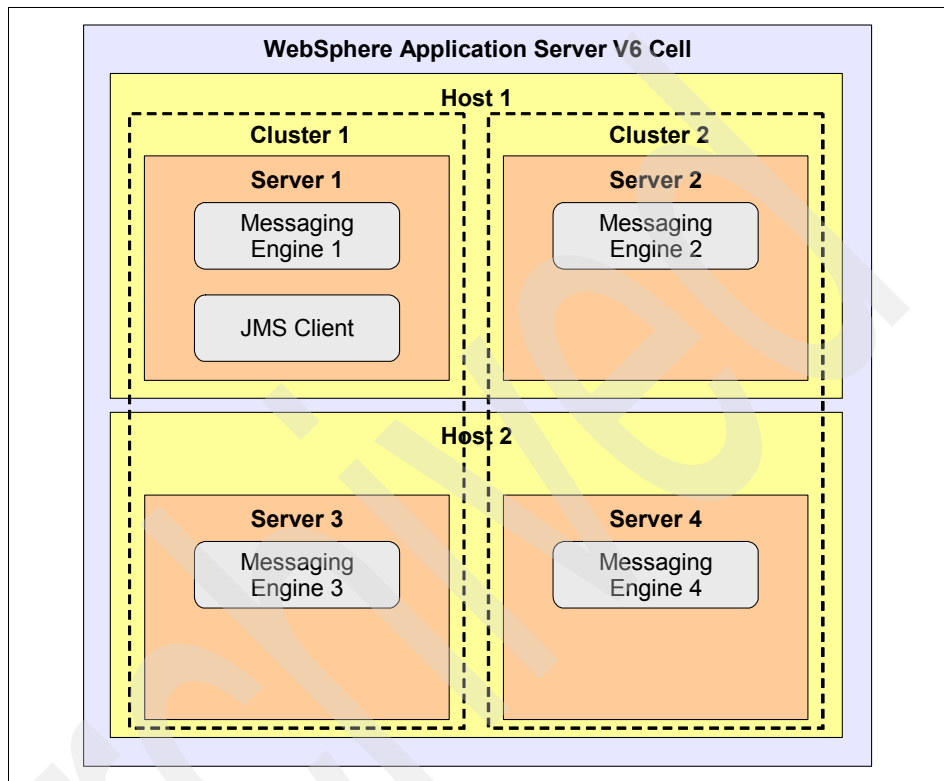 WebSphere Application Server V6 Cell
Host 1
Cluster 1
Cluster 2
Server 1
Server 2
Messaging
Engine 1
Messaging
Engine 2
JMS Client
Host 2
Server 3
Server 4
Messaging
Engine 3
Messaging
Engine 4